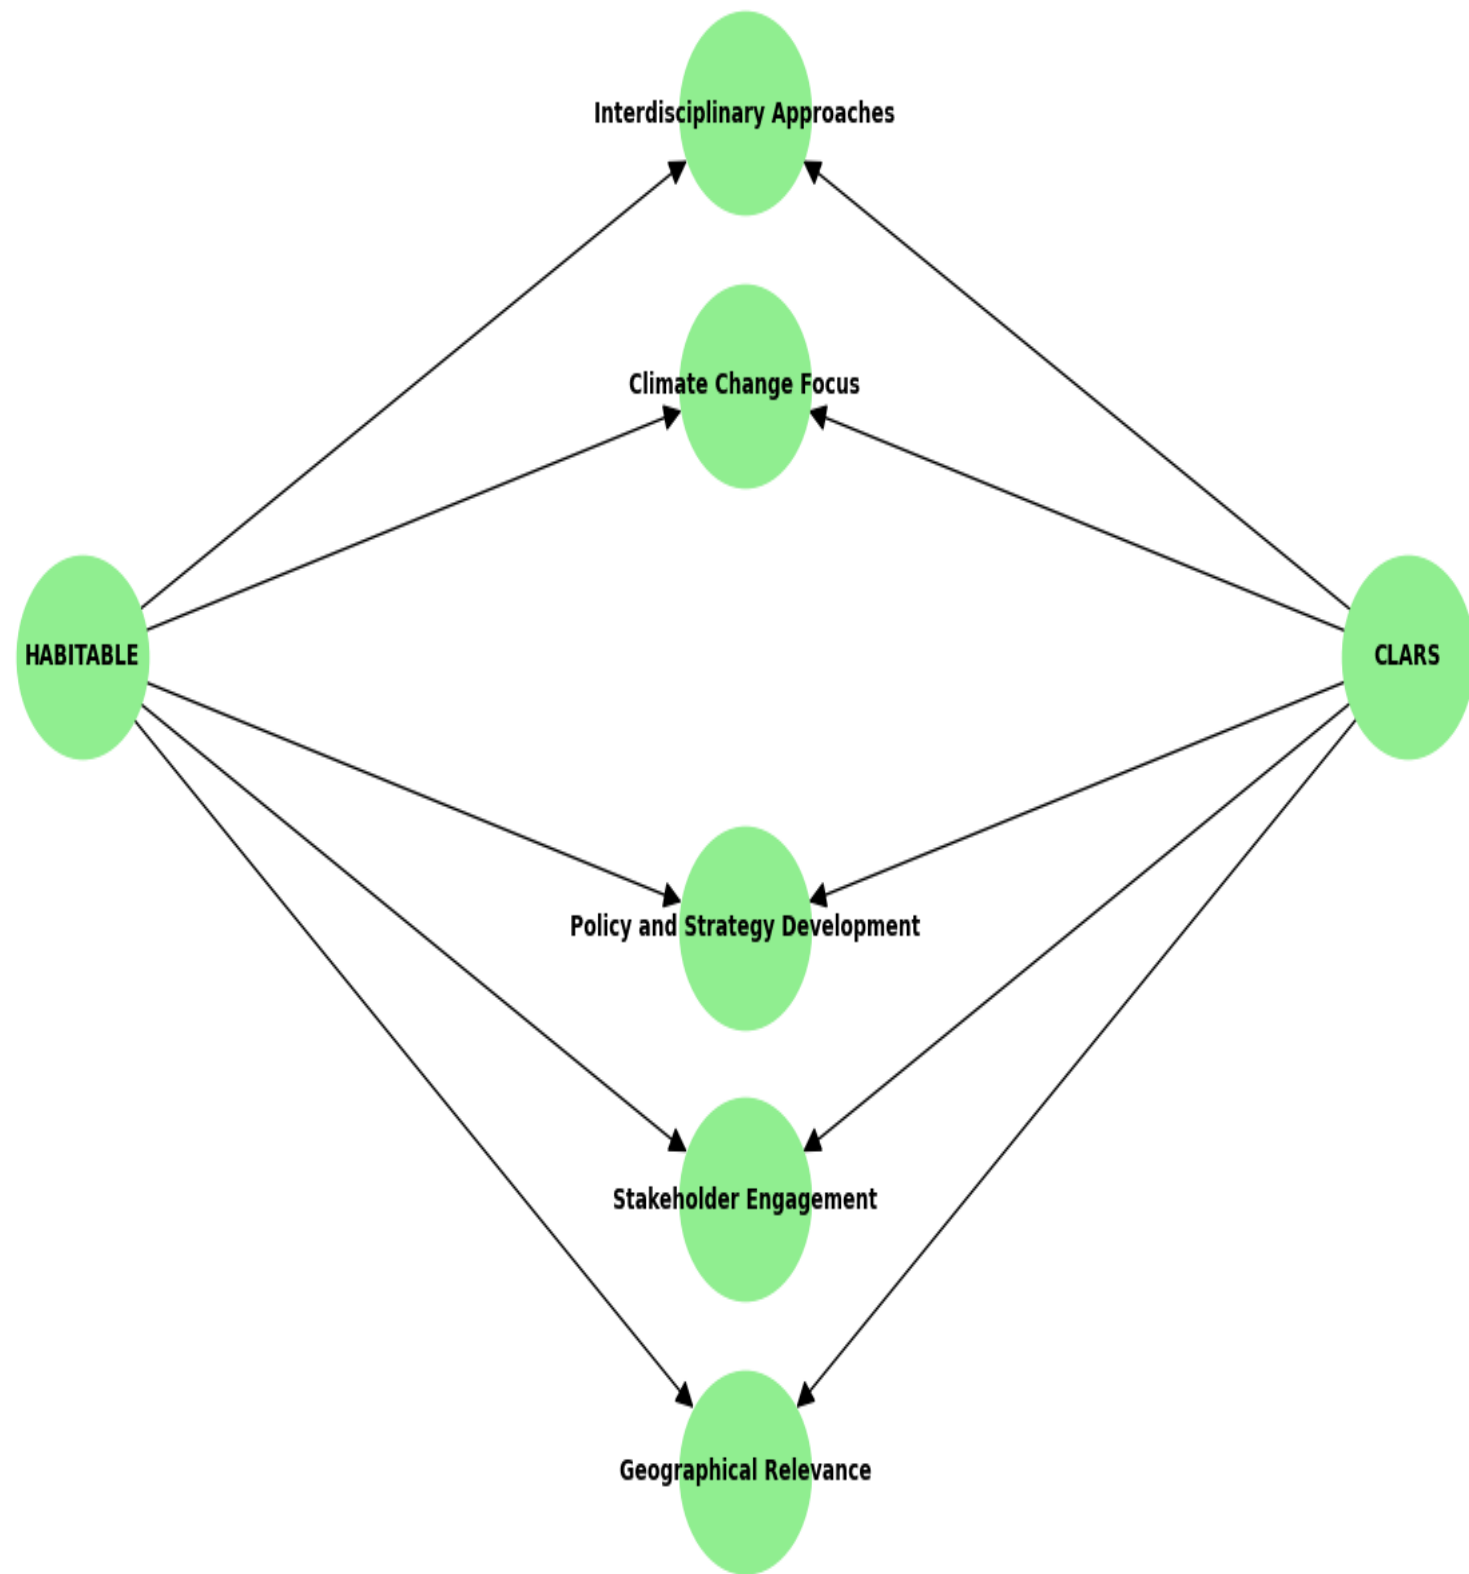 Interdisciplinary Approaches
Climate Change Focus
HABITABLE
CLARS
Policy and Strategy Development
Stakeholder Engagement
Geographical Relevance